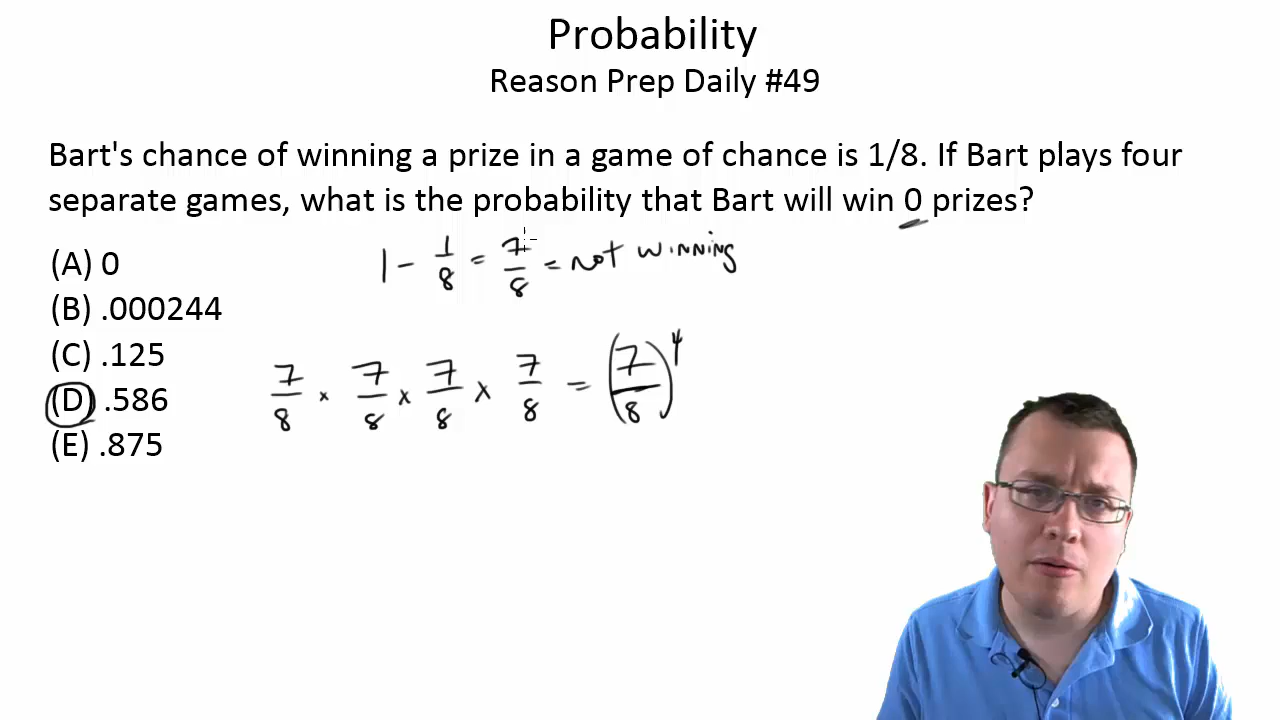 Probability
Reason Prep Daily #49
Bart's chance of winning a prize in a game of chance is 1/8. If Bart plays four
separate games, what is the probability that Bart will win 0 prizes?
(A) 0
(B) .000244
(C) .125
(D) .586
(E) .875
1 - 1/8 = 7/8 = not winning
7/8 × 7/8 × 7/8 × 7/8 = (7/8)^4